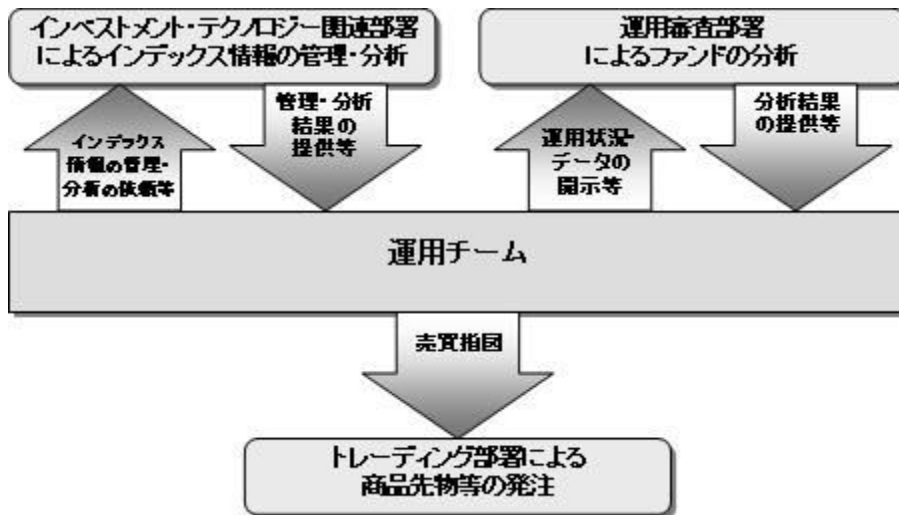 インベストメント・テクノロジー関連部署
によるインデックス情報の管理・分析
運用審査部署
によるファンドの分析
インデックス
情報の管理・
分析の依頼等
管理・分析
結果の
提供等
運用状況・
データの
開示等
分析結果
の提供等
運用チーム
売買指図
トレーディング部署による
商品先物等の発注